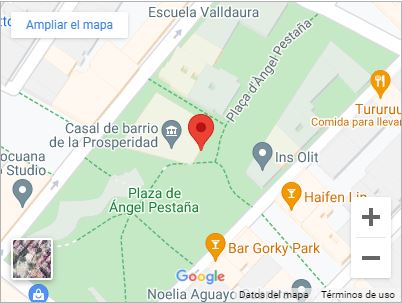 Escuela Valldaura
Ampliar el mapa
Plaça d'Àngel Pestaña
Tururuu
Comida para llevar
Casal de barrio
de la Prosperidad
ocuana
o Studio
Ins Olit
Plaza de
Ángel Pestaña
Haifen Lin
Bar Gorky Park
Google
Noelia Aguayo
Datos del mapa
Términos de uso